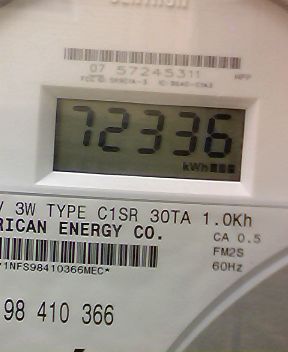 07 57245311
72336
kWh
V 3W TYPE C1SR 30TA 1.0Kh
RICAN ENERGY CO.
CA 0.5
FM2S
60Hz
*1NFS98410366MEC*
98 410 366